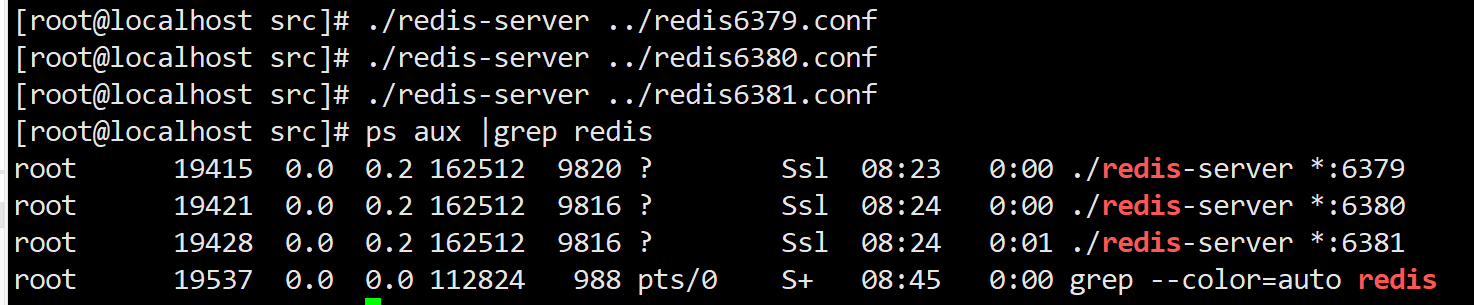 [root@localhost src]# ./redis-server ../redis6379.conf
[root@localhost src]# ./redis-server ../redis6380.conf
[root@localhost src]# ./redis-server ../redis6381.conf
[root@localhost src]# ps aux |grep redis
root      19415  0.0  0.2 162512  9820 ?        Ssl  08:23   0:00 ./redis-server *:6379
root      19421  0.0  0.2 162512  9816 ?        Ssl  08:24   0:00 ./redis-server *:6380
root      19428  0.0  0.2 162512  9816 ?        Ssl  08:24   0:01 ./redis-server *:6381
root      19537  0.0  0.0 112824   988 pts/0    S+   08:45   0:00 grep --color=auto redis